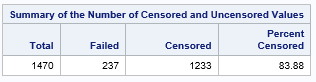 Summary of the Number of Censored and Uncensored Values
Percent
Total Failed Censored Censored
1470 237 1233 83.88